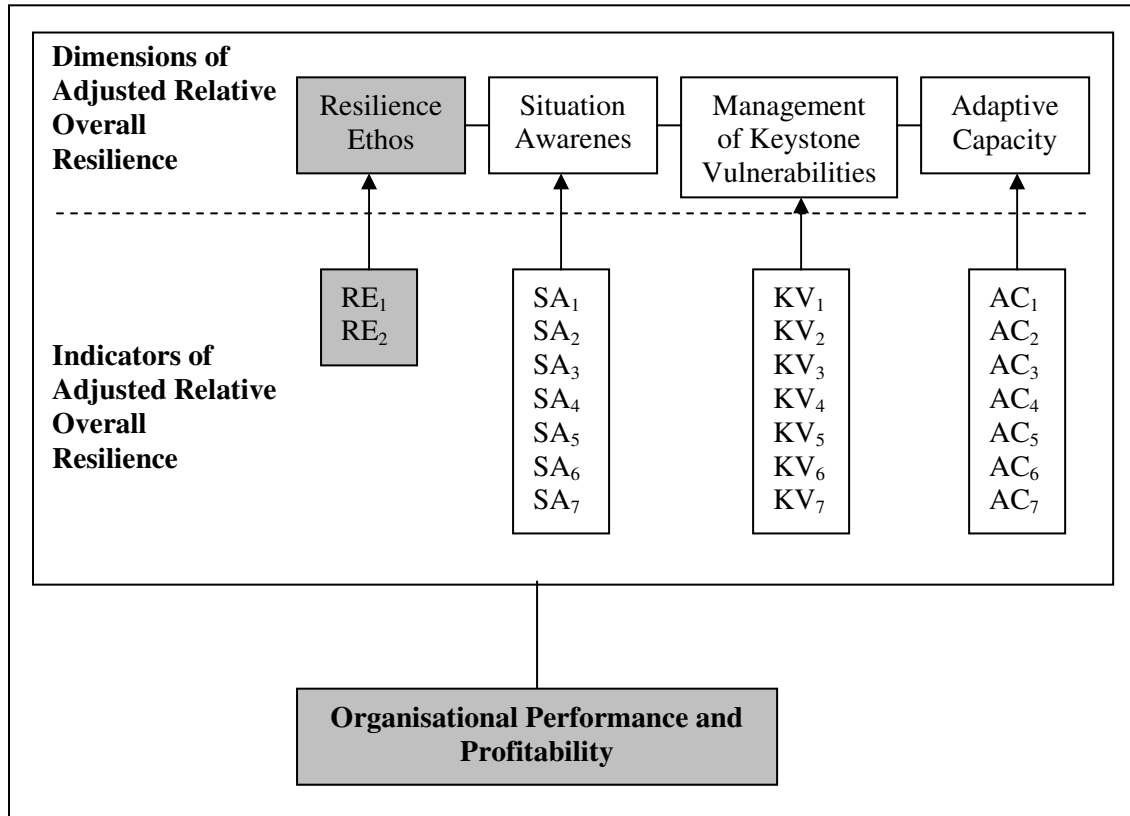 Dimensions of
Adjusted Relative
Overall
Resilience
Resilience
Ethos
Situation
Awarenes
Management
of Keystone
Vulnerabilities
Adaptive
Capacity
Indicators of
Adjusted Relative
Overall
Resilience
RE₁
RE₂
SA₁
SA₂
SA₃
SA₄
SA₅
SA₆
SA₇
KV₁
KV₂
KV₃
KV₄
KV₅
KV₆
KV₇
AC₁
AC₂
AC₃
AC₄
AC₅
AC₆
AC₇
Organisational Performance and
Profitability